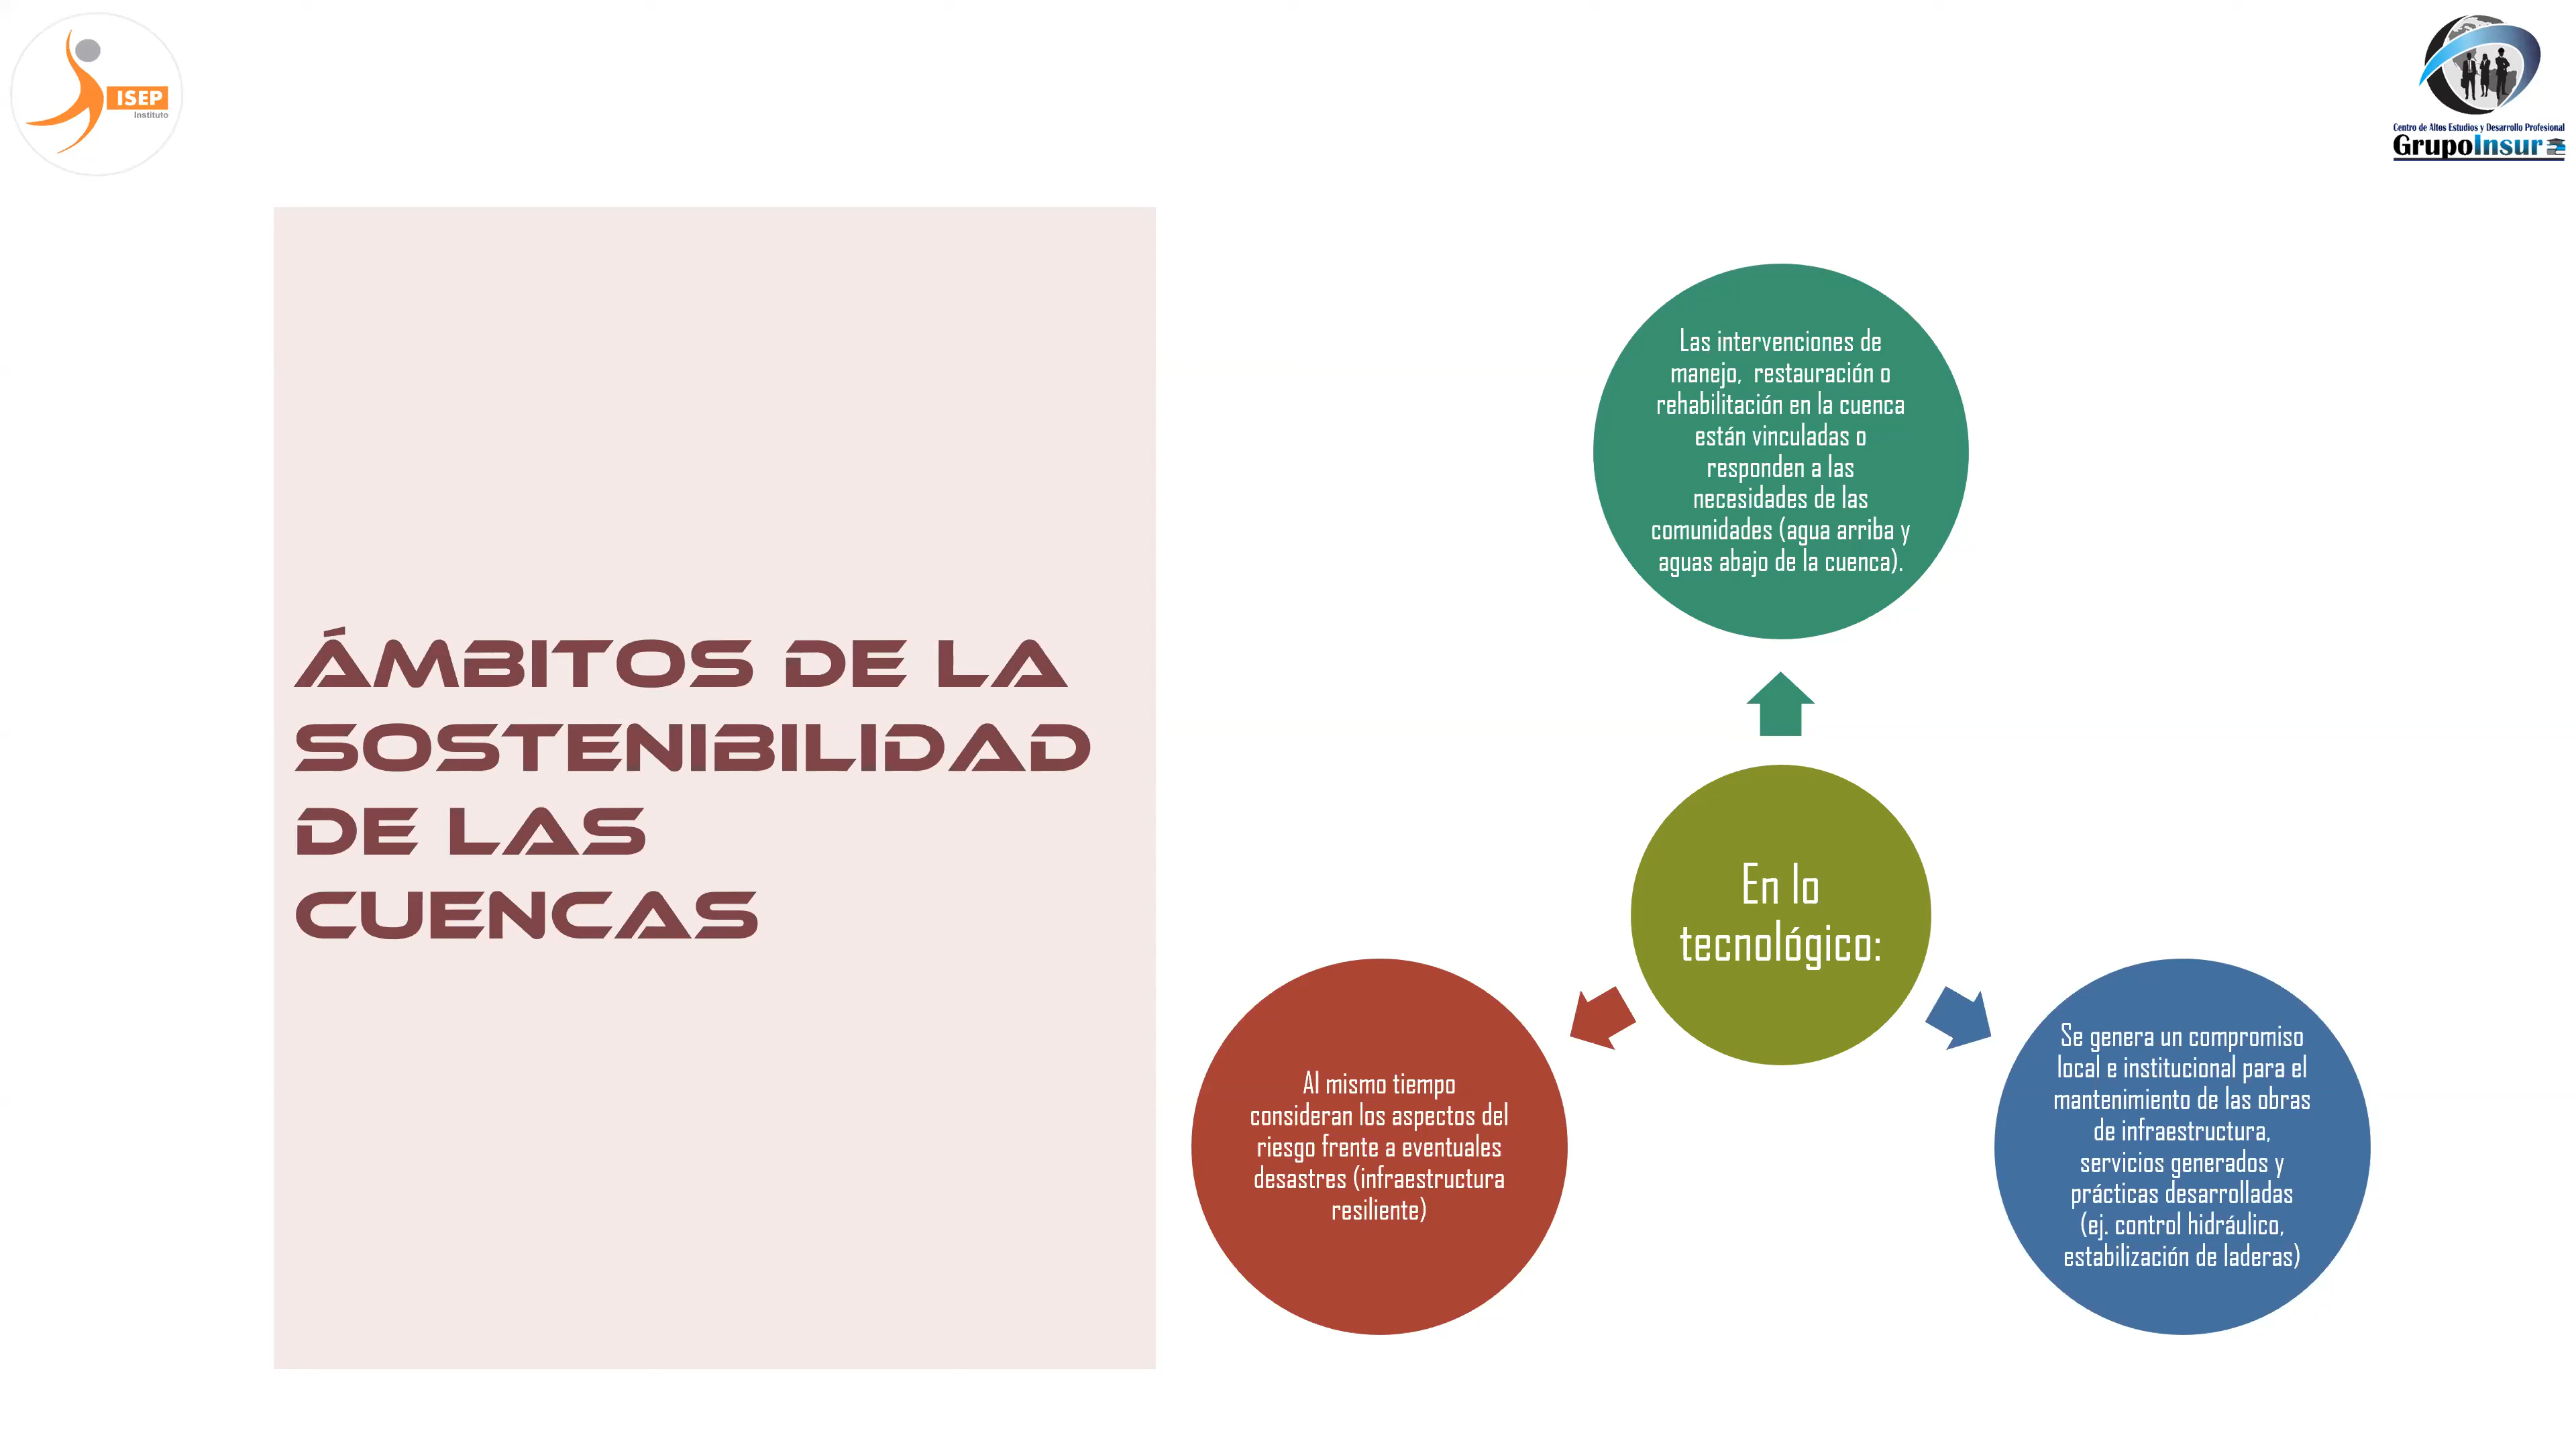 ISEP
Instituto
Centro de Altos Estudios y Desarrollo Profesional
GrupoInsur
ÁMBITOS DE LA
SOSTENIBILIDAD
DE LAS
CUENCAS
Las intervenciones de
manejo,  restauración o
rehabilitación en la cuenca
están vinculadas o
responden a las
necesidades de las
comunidades (agua arriba y
aguas abajo de la cuenca).
En lo
tecnológico:
Al mismo tiempo
consideran los aspectos del
riesgo frente a eventuales
desastres (infraestructura
resiliente)
Se genera un compromiso
local e institucional para el
mantenimiento de las obras
de infraestructura,
servicios generados y
prácticas desarrolladas
(ej. control hidráulico,
estabilización de laderas)